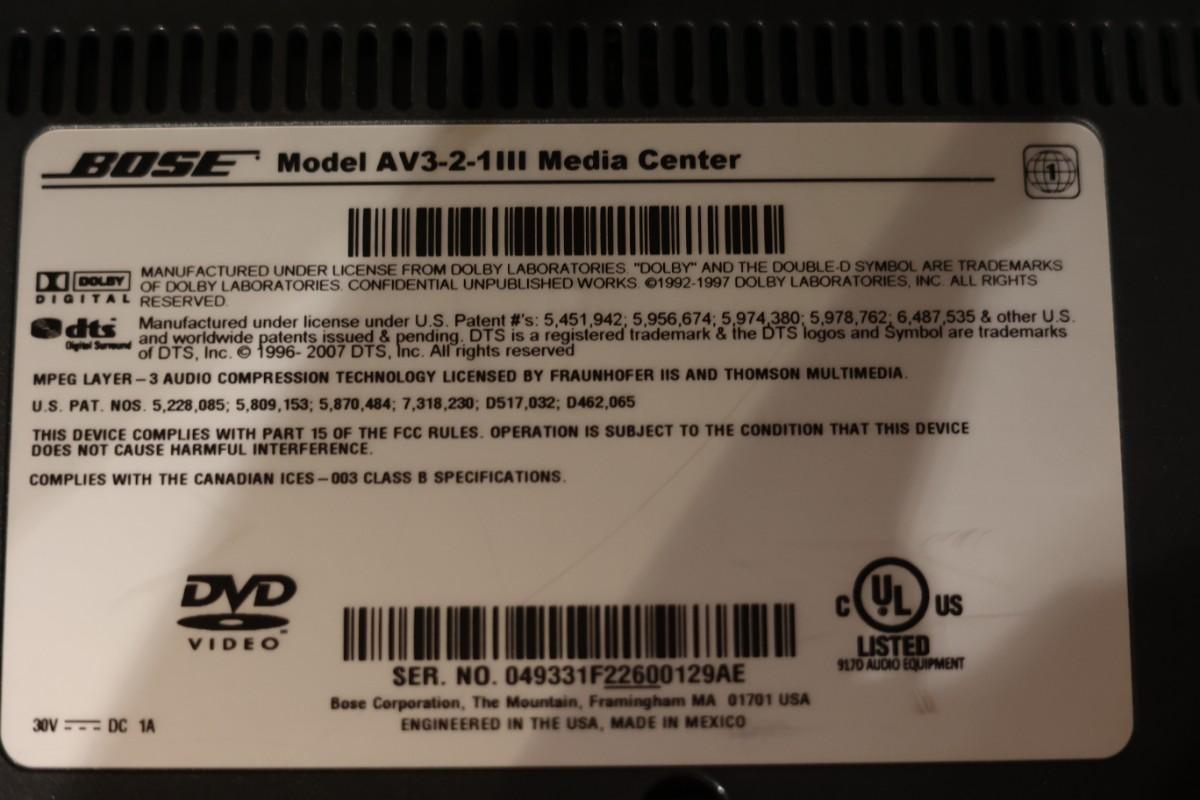 BOSE Model AV3-2-1III Media Center
1
DOLBY
DIGITAL
MANUFACTURED UNDER LICENSE FROM DOLBY LABORATORIES. "DOLBY" AND THE DOUBLE-D SYMBOL ARE TRADEMARKS
OF DOLBY LABORATORIES. CONFIDENTIAL UNPUBLISHED WORKS. ©1992-1997 DOLBY LABORATORIES, INC. ALL RIGHTS
RESERVED.
dts
Digital Surround
Manufactured under license under U.S. Patent #'s: 5,451,942; 5,956,674; 5,974,380; 5,978,762; 6,487,535 & other U.S.
and worldwide patents issued & pending. DTS is a registered trademark & the DTS logos and Symbol are trademarks
of DTS, Inc. © 1996- 2007 DTS, Inc. All rights reserved
MPEG LAYER-3 AUDIO COMPRESSION TECHNOLOGY LICENSED BY FRAUNHOFER IIS AND THOMSON MULTIMEDIA.
U.S. PAT. NOS. 5,228,085; 5,809,153; 5,870,484; 7,318,230; D517,032; D462,065
THIS DEVICE COMPLIES WITH PART 15 OF THE FCC RULES. OPERATION IS SUBJECT TO THE CONDITION THAT THIS DEVICE
DOES NOT CAUSE HARMFUL INTERFERENCE.
COMPLIES WITH THE CANADIAN ICES-003 CLASS B SPECIFICATIONS.
DVD
VIDEO™
C UL US
LISTED
917D AUDIO EQUIPMENT
SER. NO. 049331F22600129AE
Bose Corporation, The Mountain, Framingham MA 01701 USA
ENGINEERED IN THE USA, MADE IN MEXICO
30V DC 1A